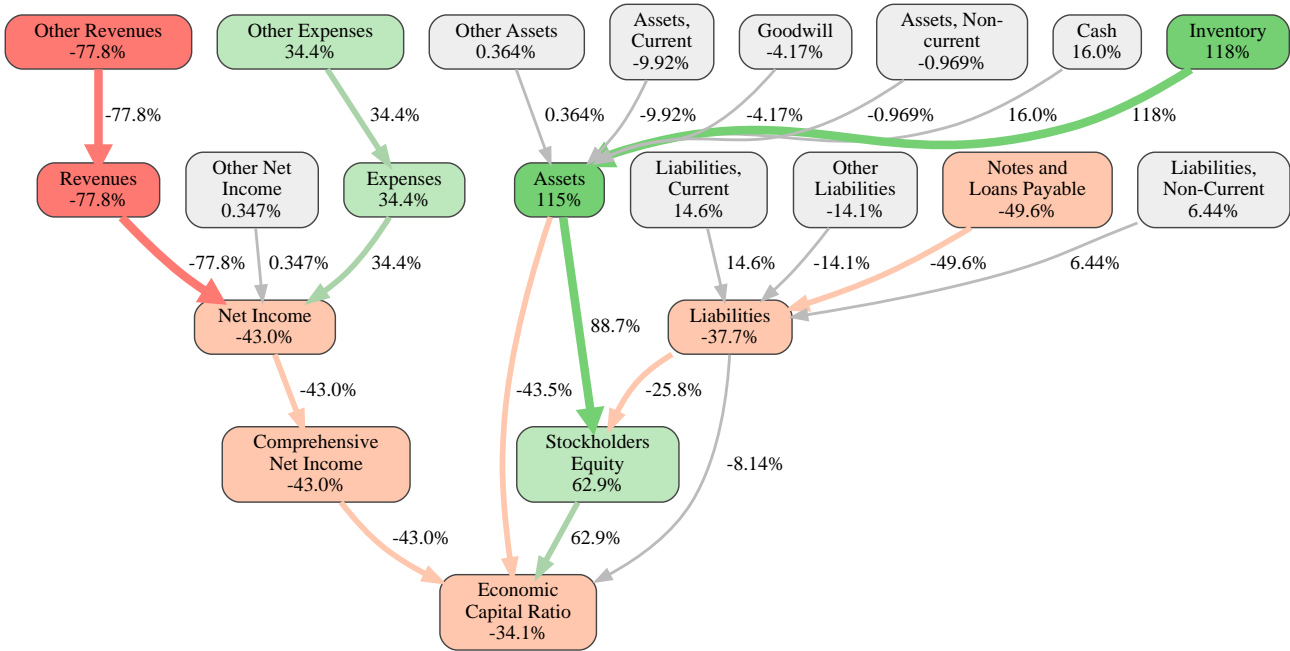 Other Revenues
-77.8%
Other Expenses
34.4%
Other Assets
0.364%
Assets,
Current
-9.92%
Goodwill
-4.17%
Assets, Non-
current
-0.969%
Cash
16.0%
Inventory
118%
-77.8%
34.4%
0.364%
-9.92%
-4.17%
-0.969%
16.0%
118%
Revenues
-77.8%
Other Net
Income
0.347%
Expenses
34.4%
Assets
115%
Liabilities,
Current
14.6%
Other
Liabilities
-14.1%
Notes and
Loans Payable
-49.6%
Liabilities,
Non-Current
6.44%
-77.8%
0.347%
34.4%
14.6%
-14.1%
-49.6%
6.44%
Net Income
-43.0%
88.7%
Liabilities
-37.7%
-43.0%
-43.5%
-25.8%
Comprehensive
Net Income
-43.0%
Stockholders
Equity
62.9%
-8.14%
-43.0%
62.9%
Economic
Capital Ratio
-34.1%